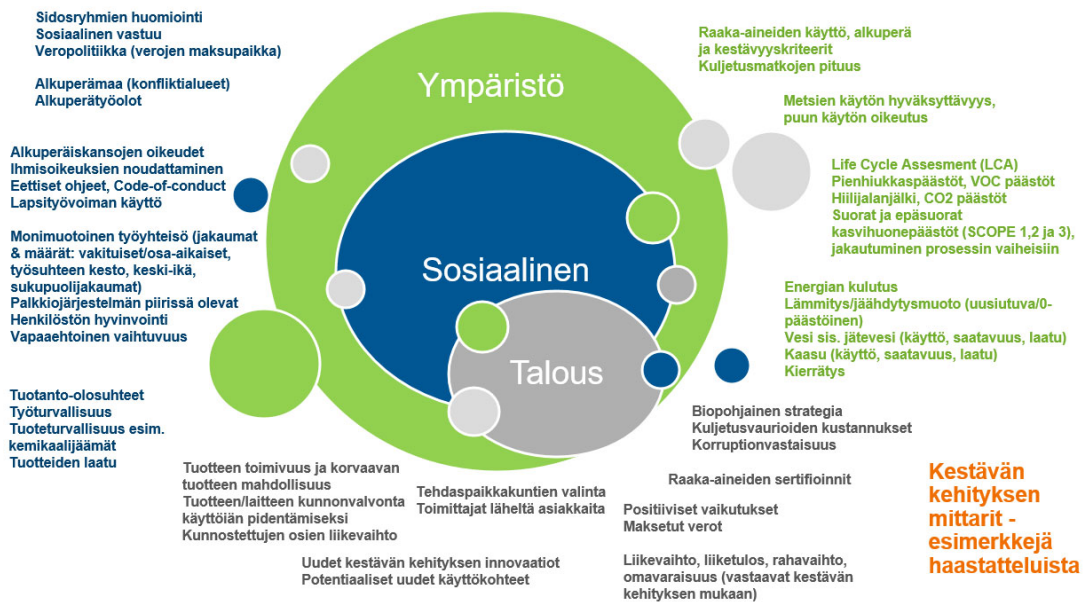 Sidosryhmien huomiointi
Sosiaalinen vastuu
Veropolitiikka (verojen maksupaikka)
Alkuperämaa (konfliktialueet)
Alkuperätyöolot
Alkuperäiskansojen oikeudet
Ihmisoikeuksien noudattaminen
Eettiset ohjeet, Code-of-conduct
Lapsityövoiman käyttö
Monimuotoinen työyhteisö (jakaumat
& määrät: vakituiset/osa-aikaiset,
työsuhteen kesto, keski-ikä,
sukupuolijakaumat)
Palkkiojärjestelmän piirissä olevat
Henkilöstön hyvinvointi
Vapaaehtoinen vaihtuvuus
Tuotanto-olosuhteet
Työturvallisuus
Tuoteturvallisuus esim.
kemikaalijäämät
Tuotteiden laatu
Ympäristö
Sosiaalinen
Talous
Raaka-aineiden käyttö, alkuperä
ja kestävyyskriteerit
Kuljetusmatkojen pituus
Metsien käytön hyväksyttävyys,
puun käytön oikeutus
Life Cycle Assesment (LCA)
Pienhiukkaspäästöt, VOC päästöt
Hiilijalanjälki, CO2 päästöt
Suorat ja epäsuorat
kasvihuonepäästöt (SCOPE 1,2 ja 3),
jakautuminen prosessin vaiheisiin
Energian kulutus
Lämmitys/jäähdytysmuoto (uusiutuva/0-
päästöinen)
Vesi sis. jätevesi (käyttö, saatavuus, laatu)
Kaasu (käyttö, saatavuus, laatu)
Kierrätys
Biopohjainen strategia
Kuljetusvaurioiden kustannukset
Korruptionvastaisuus
Raaka-aineiden sertifioinnit
Tuotteen toimivuus ja korvaavan
tuotteen mahdollisuus
Tuotteen/laitteen kunnonvalvonta
käyttöiän pidentämiseksi
Kunnostettujen osien liikevaihto
Tehdaspaikkakuntien valinta
Toimittajat läheltä asiakkaita
Positiiviset vaikutukset
Maksetut verot
Uudet kestävän kehityksen innovaatiot
Potentiaaliset uudet käyttökohteet
Liikevaihto, liiketulos, rahavaihto,
omavaraisuus (vastaavat kestävän
kehityksen mukaan)
Kestävän
kehityksen
mittarit -
esimerkkejä
haastatteluista